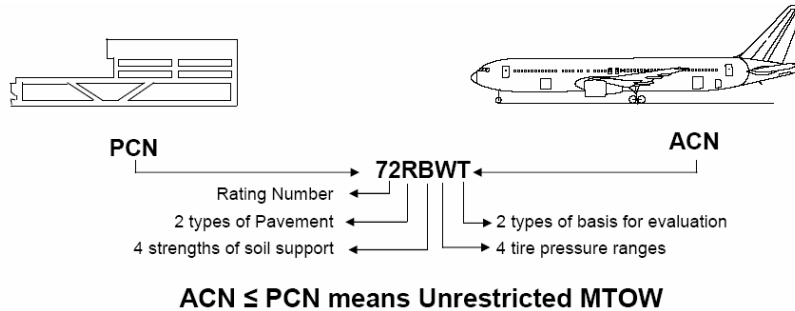 PCN
ACN
72RBWT
Rating Number
2 types of Pavement
2 types of basis for evaluation
4 strengths of soil support
4 tire pressure ranges
ACN ≤ PCN means Unrestricted MTOW